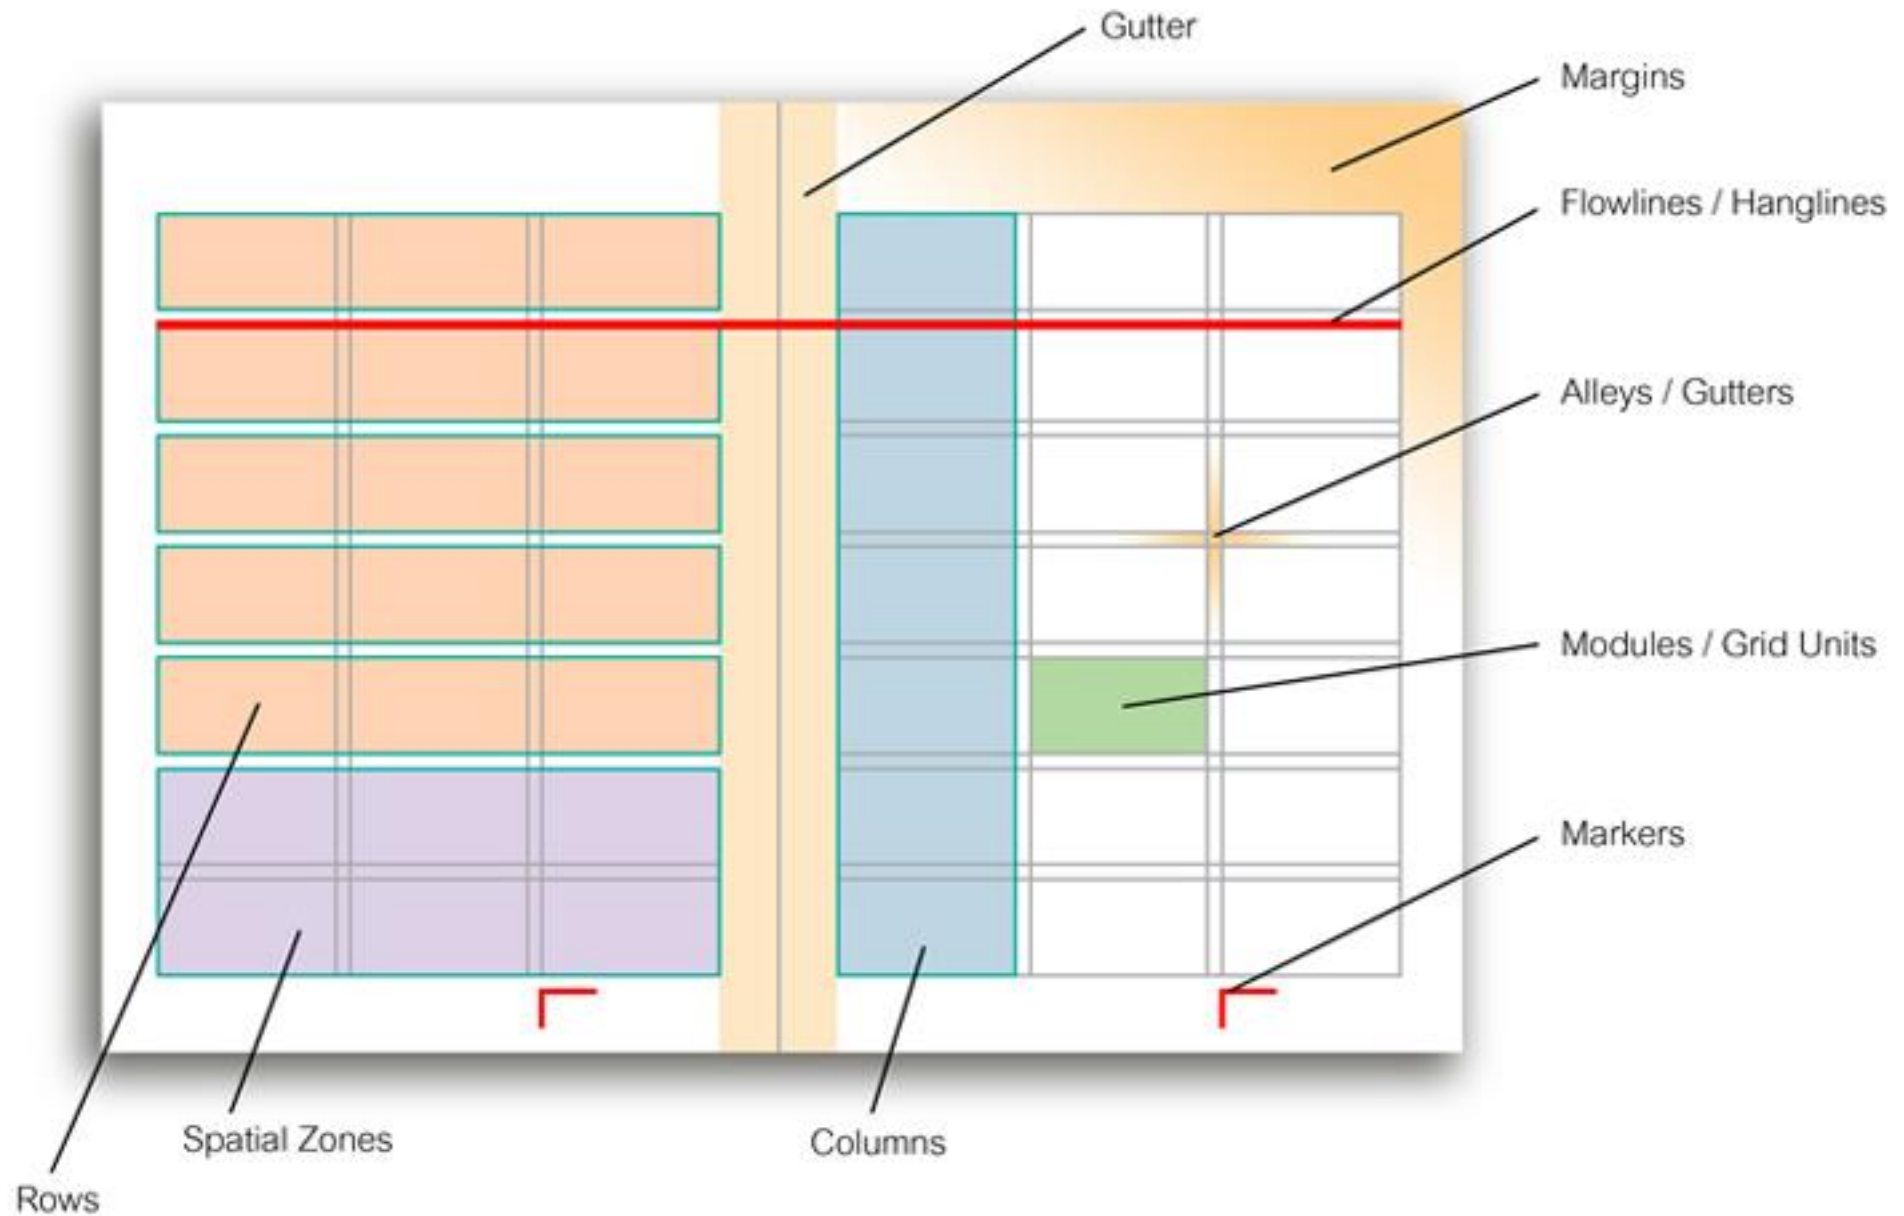 Gutter
Margins
Flowlines / Hanglines
Alleys / Gutters
Modules / Grid Units
Markers
Spatial Zones
Columns
Rows